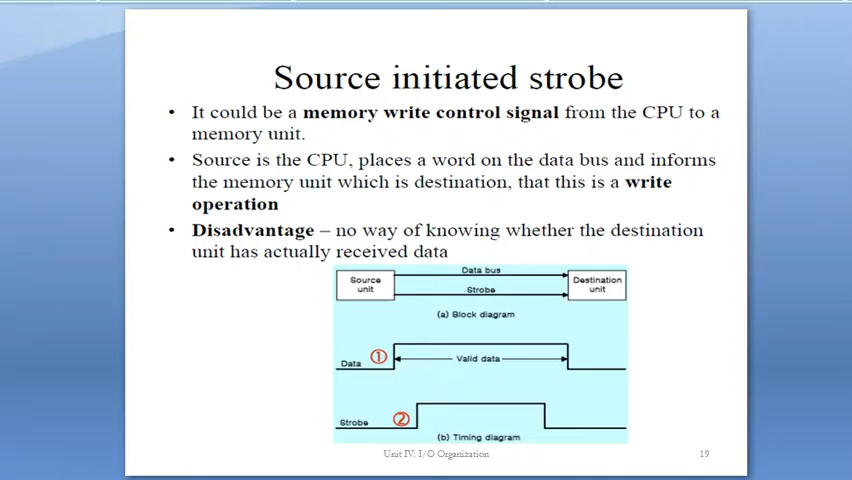 Source initiated strobe
• It could be a memory write control signal from the CPU to a
memory unit.
• Source is the CPU, places a word on the data bus and informs
the memory unit which is destination, that this is a write
operation
• Disadvantage – no way of knowing whether the destination
unit has actually received data
Data bus
Source
unit
Destination
unit
Strobe
(a) Block diagram
Data ① Valid data
Strobe ②
(b) Timing diagram
Unit IV: I/O Organization 19